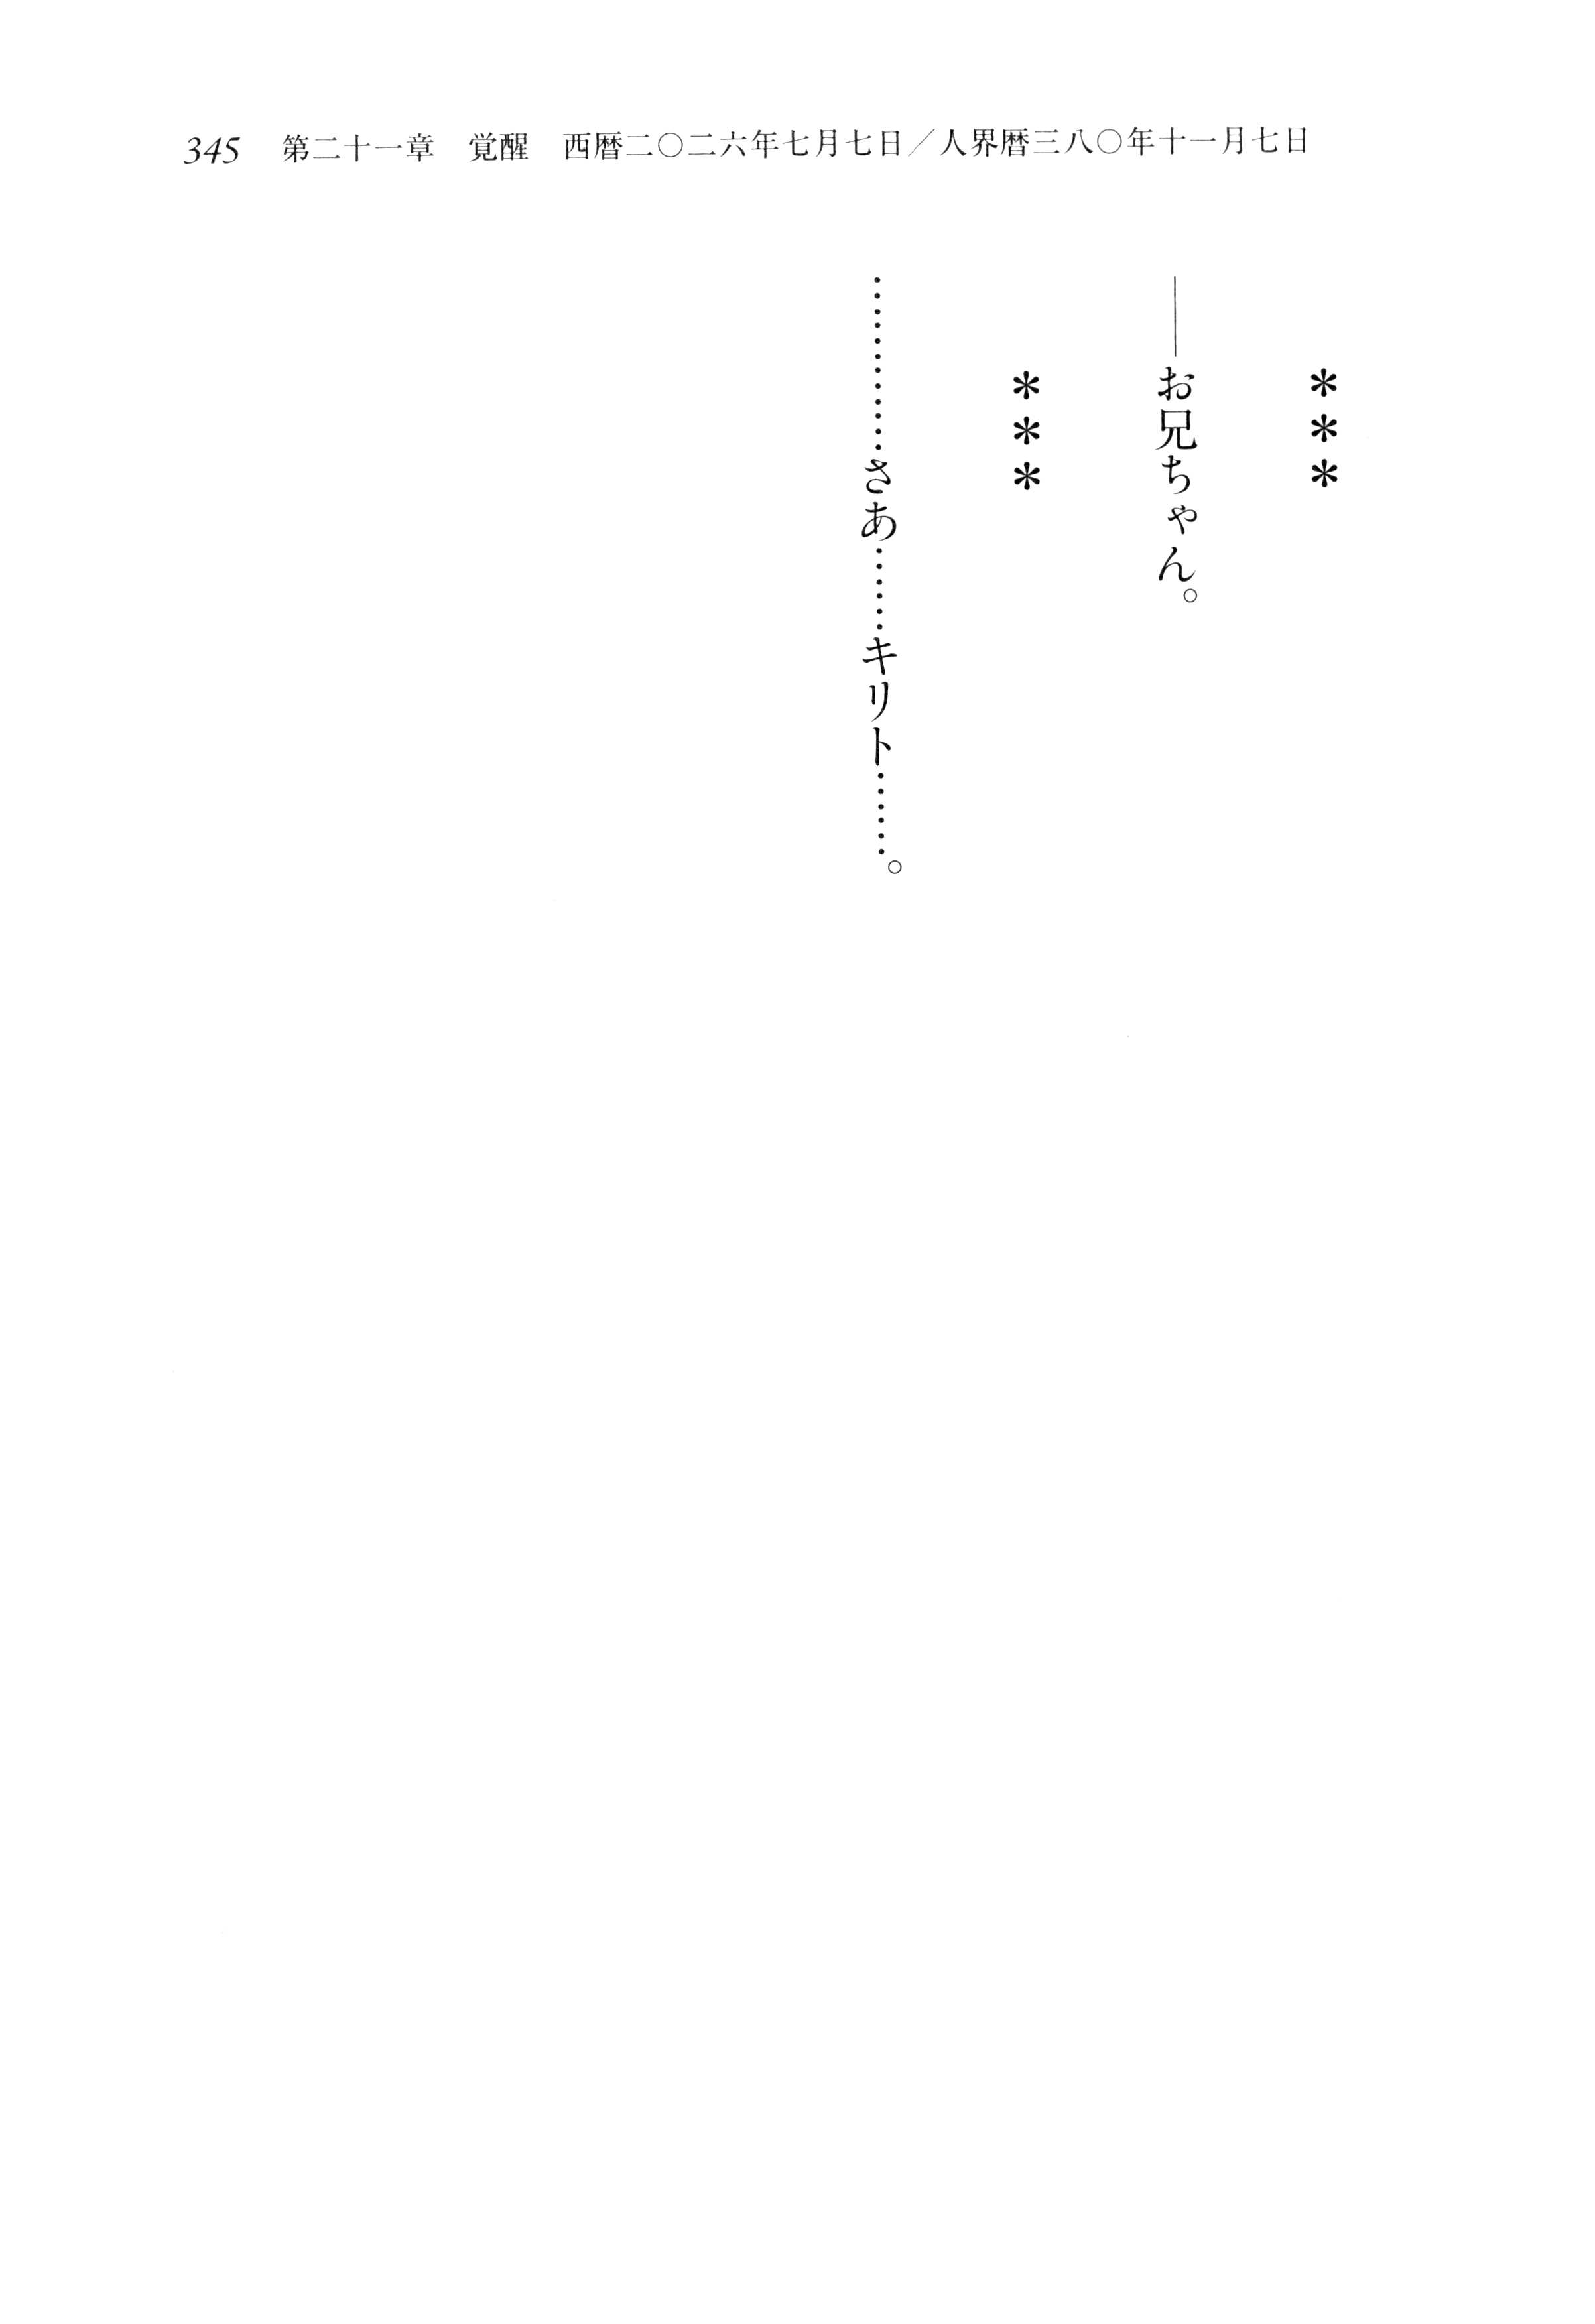 345　第二十一章　覚醒　西暦二〇二六年七月七日／人界暦三八〇年十一月七日
＊＊＊
――お兄ちゃん。
＊＊＊
…………さあ……キリト……。